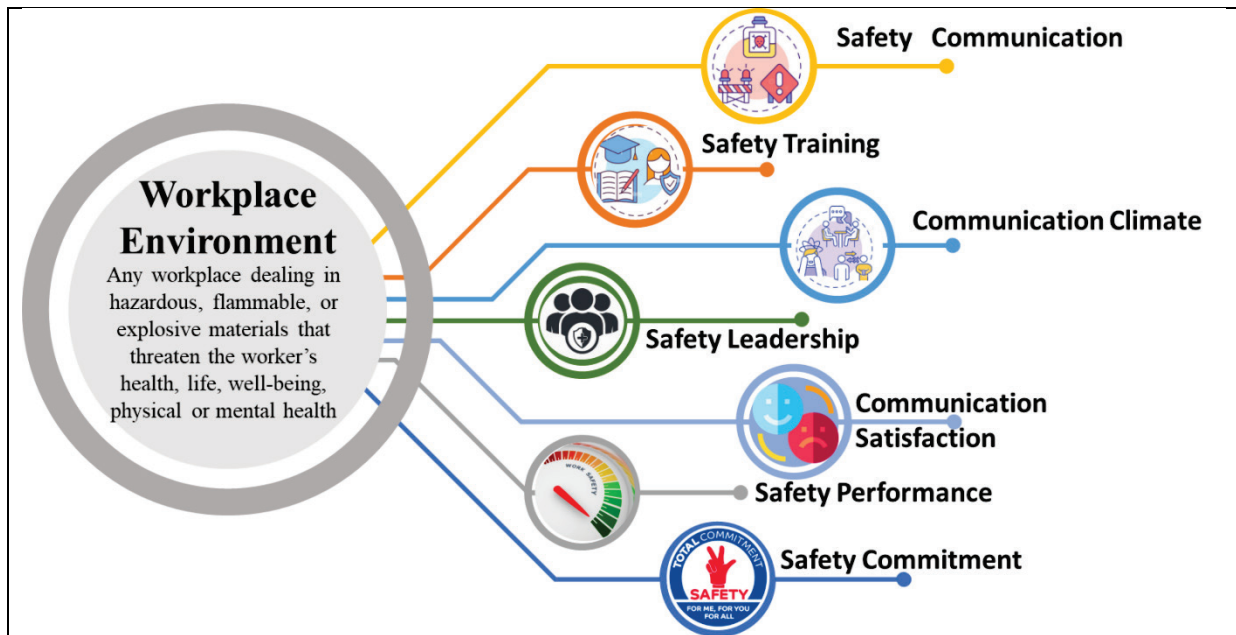 Safety Communication
Safety Training
Workplace
Environment
Any workplace dealing in
hazardous, flammable, or
explosive materials that
threaten the worker's
health, life, well-being,
physical or mental health
Communication Climate
Safety Leadership
Communication
Satisfaction
WORK SAFETY
Safety Performance
TOTAL COMMITMENT
SAFETY
FOR ME, FOR YOU
FOR ALL
Safety Commitment